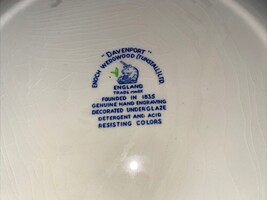 "DAVENPORT"
ENOCH WEDGWOOD (TUNSTALL) LTD
ENGLAND
TRADE MARK
FOUNDED IN 1835
GENUINE HAND ENGRAVING
DECORATED UNDERGLAZE
DETERGENT AND ACID
RESISTING COLORS